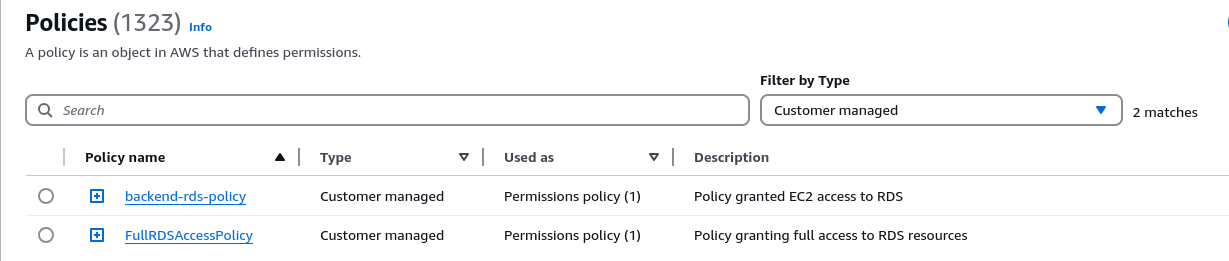 Policies (1323) Info
A policy is an object in AWS that defines permissions.
Filter by Type
Search
Customer managed
2 matches
Policy name Type Used as Description
backend-rds-policy Customer managed Permissions policy (1) Policy granted EC2 access to RDS
FullRDSAccessPolicy Customer managed Permissions policy (1) Policy granting full access to RDS resources